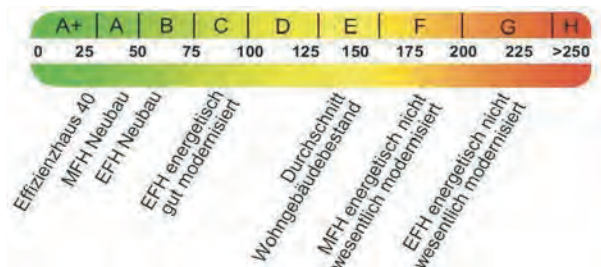 A+ A B C D E F G H
0 25 50 75 100 125 150 175 200 225 >250
Effizienzhaus 40
MFH Neubau
EFH Neubau
EFH energetisch
gut modernisiert
Durchschnitt
Wohngebäudebestand
MFH energetisch nicht
wesentlich modernisiert
EFH energetisch nicht
wesentlich modernisiert